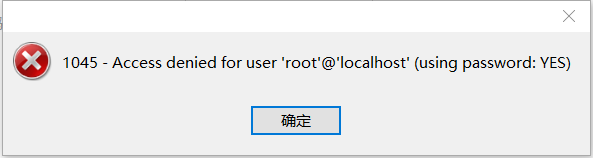 1045 - Access denied for user 'root'@'localhost' (using password: YES)
确定